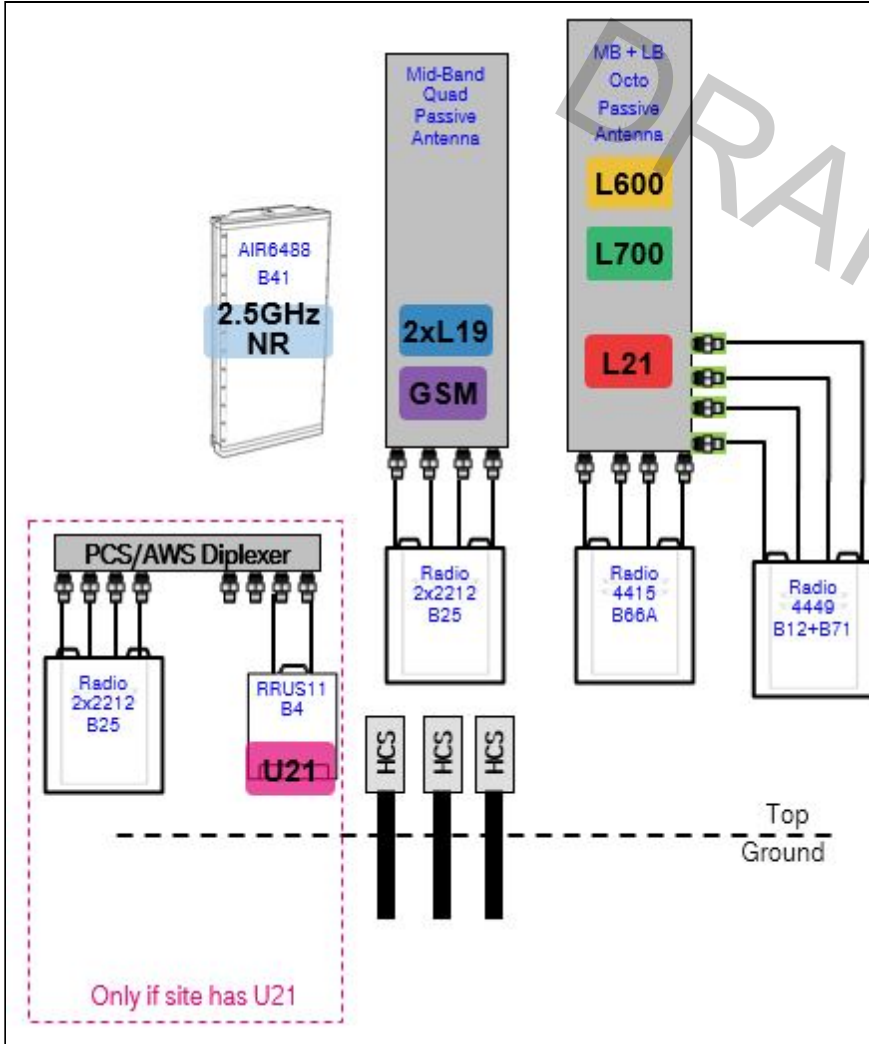 Mid-Band
Quad
Passive
Antenna
MB + LB
Octo
Passive
Antenna
L600
L700
L21
AIR6488
B41
2.5GHz
NR
2xL19
GSM
PCS/AWS Diplexer
Radio
2x2212
B25
RRUS11
B4
U21
Radio
2x2212
B25
Radio
4415
B66A
Radio
4449
B12+B71
HCS
HCS
HCS
Top
Ground
Only if site has U21